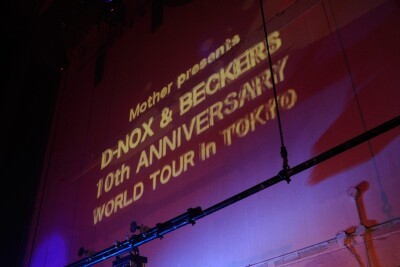 Mother presents
D-NOX & BECKERS
10th ANNIVERSARY
WORLD TOUR in TOKYO